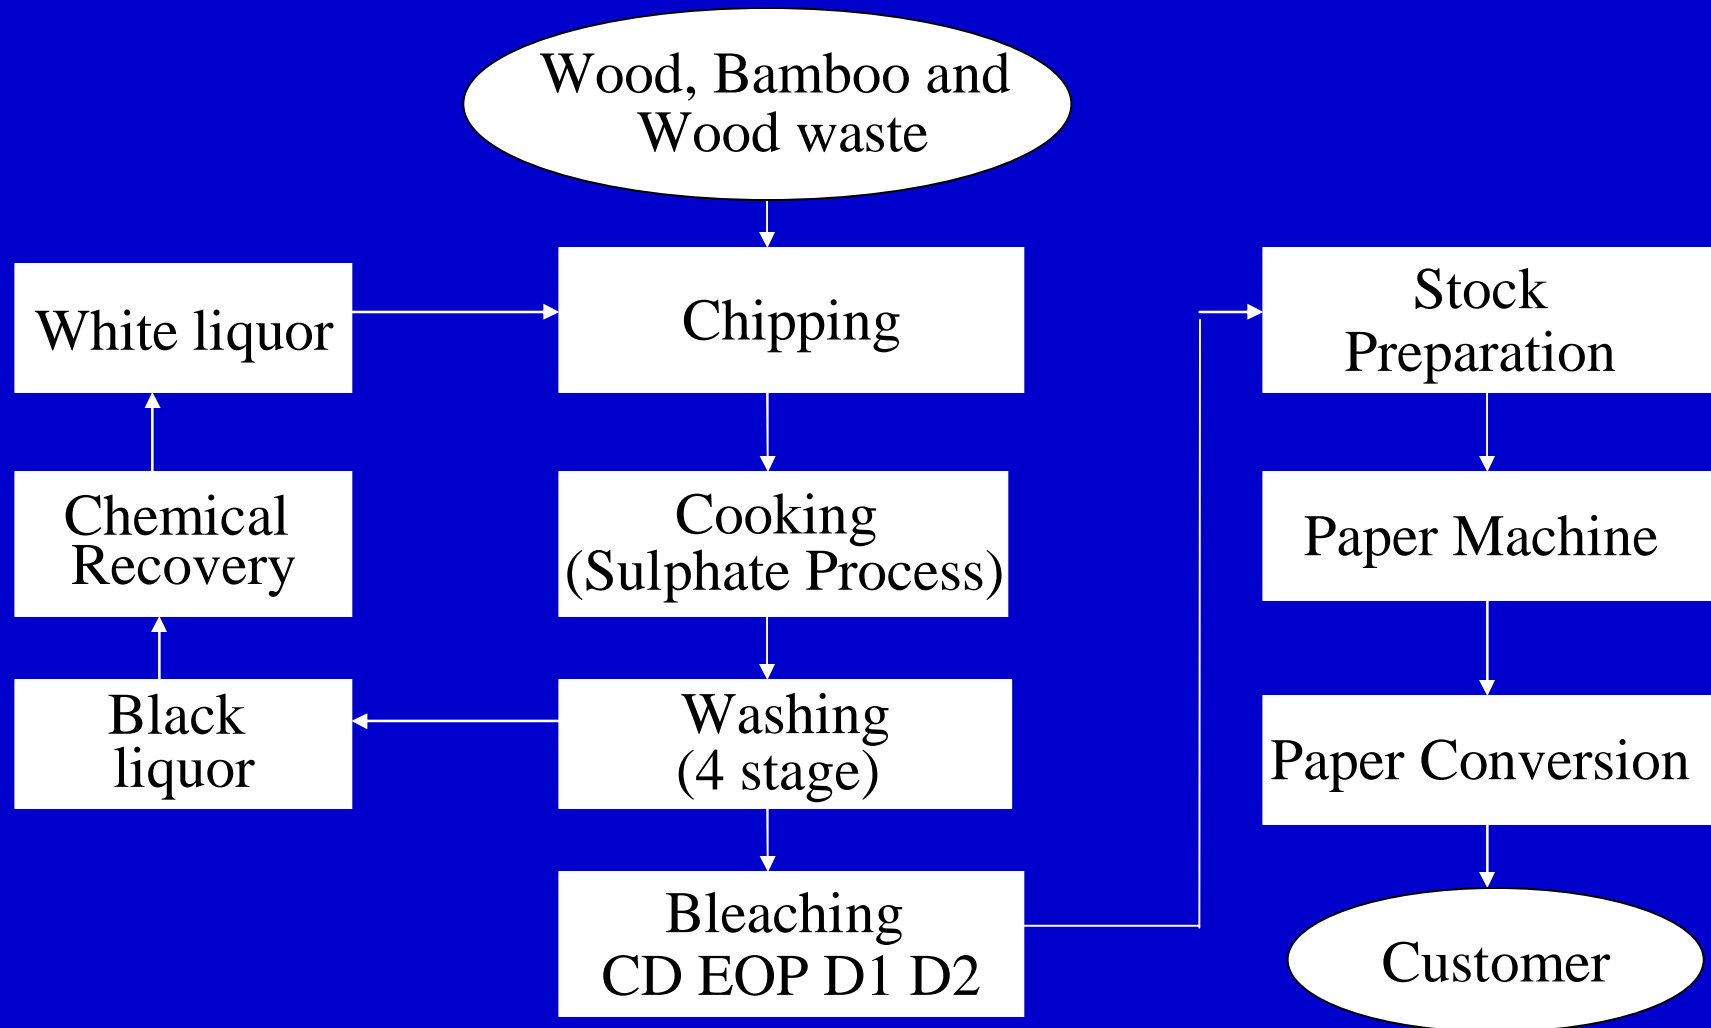 Wood, Bamboo and
Wood waste
White liquor
Chipping
Stock
Preparation
Chemical
Recovery
Cooking
(Sulphate Process)
Paper Machine
Black
liquor
Washing
(4 stage)
Paper Conversion
Bleaching
CD EOP D1 D2
Customer